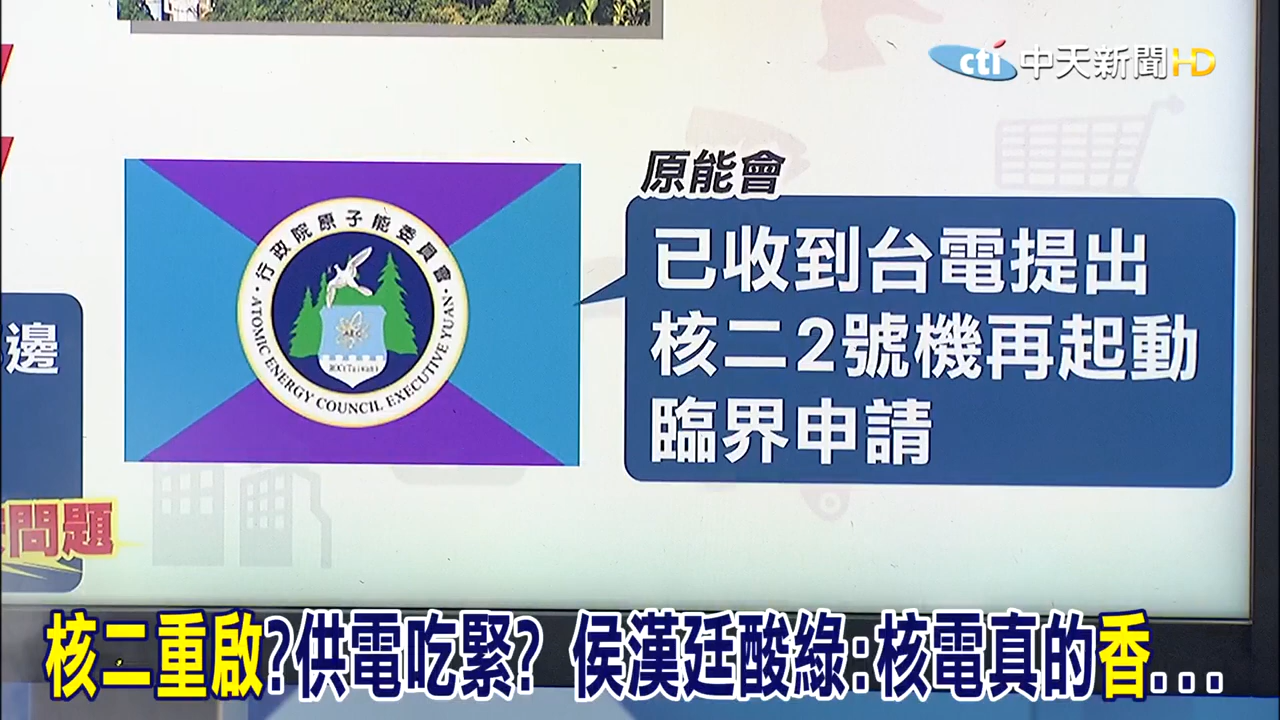 cti 中天新聞HD
原能會
行政院原子能委員會
ATOMIC ENERGY COUNCIL EXECUTIVE YUAN
已收到台電提出
核二2號機再起動
臨界申請
邊
問題
核二重啟?供電吃緊? 侯漢廷酸綠:核電真的香...